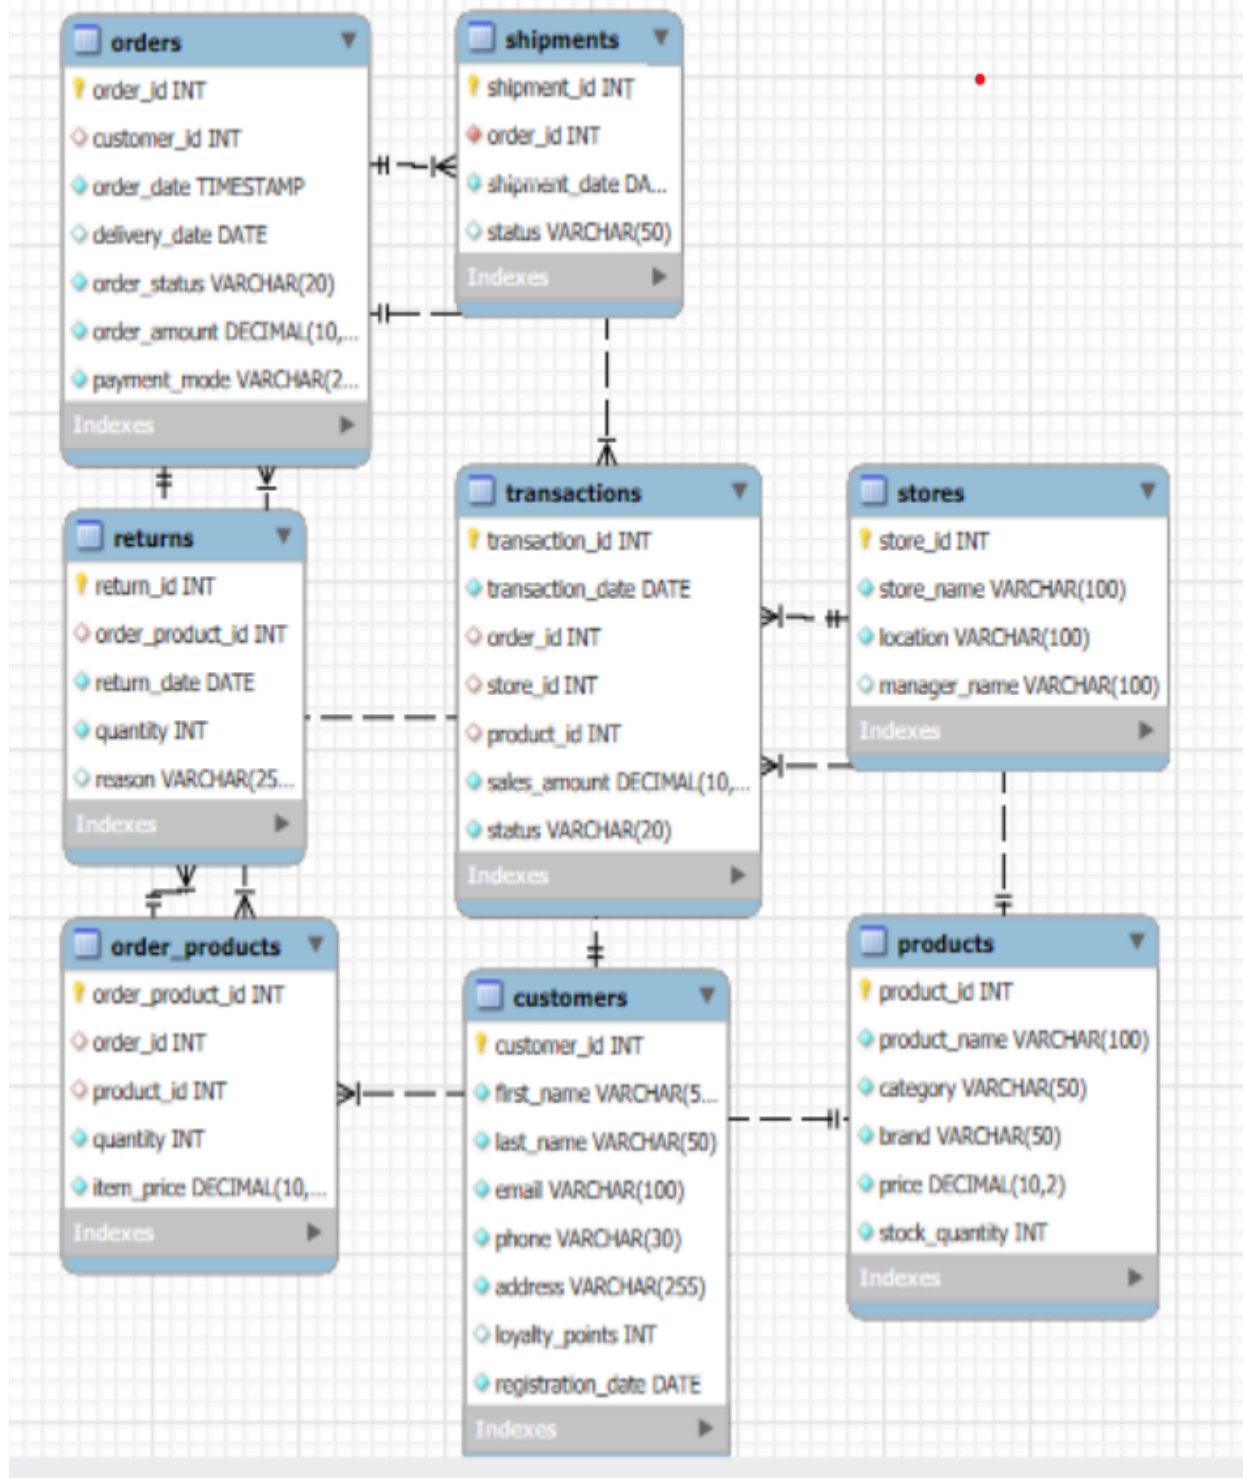 orders
order_id INT
customer_id INT
order_date TIMESTAMP
delivery_date DATE
order_status VARCHAR(20)
order_amount DECIMAL(10,...
payment_mode VARCHAR(2...
Indexes
shipments
shipment_id INT
order_id INT
shipment_date DA...
status VARCHAR(50)
Indexes
returns
return_id INT
order_product_id INT
return_date DATE
quantity INT
reason VARCHAR(25...
Indexes
transactions
transaction_id INT
transaction_date DATE
order_id INT
store_id INT
product_id INT
sales_amount DECIMAL(10,...
status VARCHAR(20)
Indexes
stores
store_id INT
store_name VARCHAR(100)
location VARCHAR(100)
manager_name VARCHAR(100)
Indexes
order_products
order_product_id INT
order_id INT
product_id INT
quantity INT
item_price DECIMAL(10,...
Indexes
customers
customer_id INT
first_name VARCHAR(5...
last_name VARCHAR(50)
email VARCHAR(100)
phone VARCHAR(30)
address VARCHAR(255)
loyalty_points INT
registration_date DATE
Indexes
products
product_id INT
product_name VARCHAR(100)
category VARCHAR(50)
brand VARCHAR(50)
price DECIMAL(10,2)
stock_quantity INT
Indexes